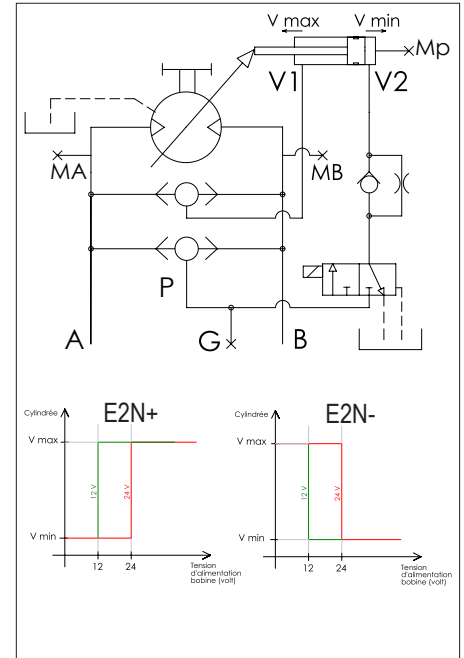 V max V min
Mp
V1 V2
MA MB
P
A G B
E2N+
Cylindrée
V max
12 V
24 V
V min
12 24
Tension
d'alimentation
bobine (volt)
E2N-
Cylindrée
V max
12 V
24 V
V min
12 24
Tension
d'alimentation
bobine (volt)